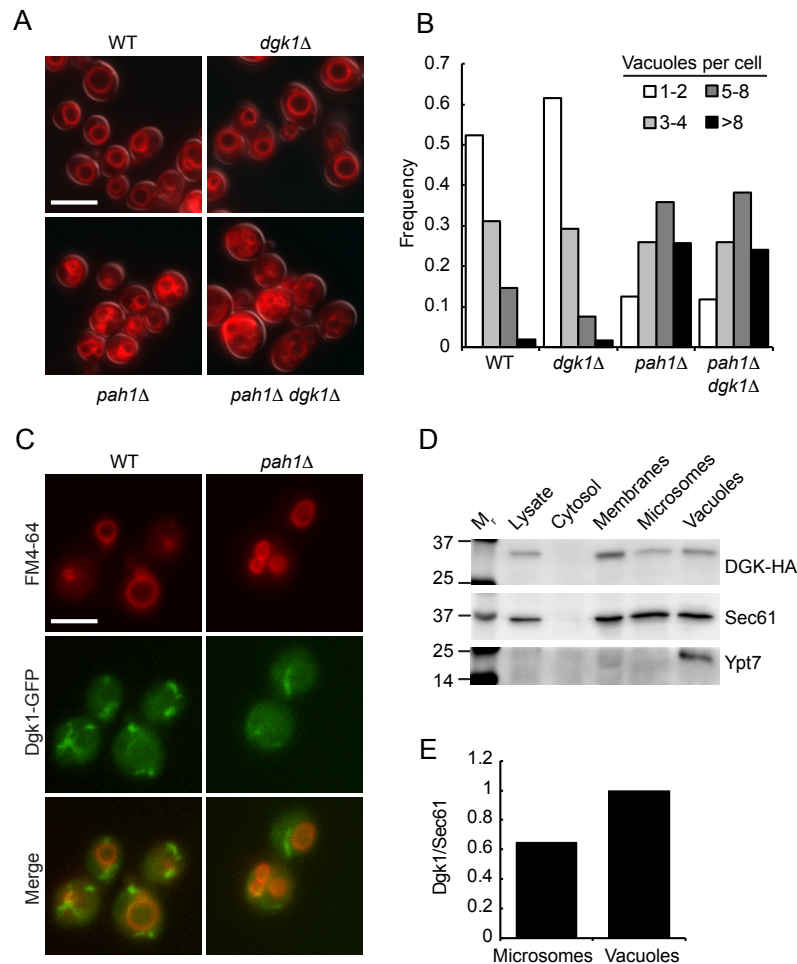 A
WT
dgk1Δ
pah1Δ
pah1Δ dgk1Δ
B
Vacuoles per cell
1-2
5-8
3-4
>8
Frequency
0.7
0.6
0.5
0.4
0.3
0.2
0.1
0
WT
dgk1Δ
pah1Δ
pah1Δ
dgk1Δ
C
WT
pah1Δ
FM4-64
Dgk1-GFP
Merge
D
Mr
Lysate
Cytosol
Membranes
Microsomes
Vacuoles
37
25
DGK-HA
37
Sec61
25
14
Ypt7
E
Dgk1/Sec61
1.2
1
0.8
0.6
0.4
0.2
0
Microsomes
Vacuoles